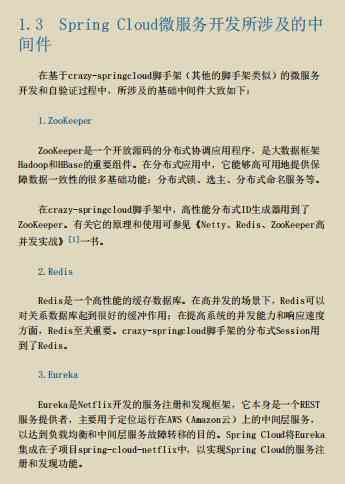 1.3 Spring Cloud微服务开发所涉及的中
间件
在基于crazy-springcloud脚手架（其他的脚手架类似）的微服务
开发和自验证过程中，所涉及的基础中间件大致如下：
1.ZooKeeper
ZooKeeper是一个开放源码的分布式协调应用程序，是大数据框架
Hadoop和HBase的重要组件。在分布式应用中，它能够高可用地提供保
障数据一致性的很多基础功能：分布式锁、选主、分布式命名服务等。
在crazy-springcloud脚手架中，高性能分布式ID生成器用到了
ZooKeeper。有关它的原理和使用可参见《Netty、Redis、ZooKeeper高
并发实战》[1]一书。
2.Redis
Redis是一个高性能的缓存数据库。在高并发的场景下，Redis可以
对关系数据库起到很好的缓冲作用；在提高系统的并发能力和响应速度
方面，Redis至关重要。crazy-springcloud脚手架的分布式Session用
到了Redis。
3.Eureka
Eureka是Netflix开发的服务注册和发现框架，它本身是一个REST
服务提供者，主要用于定位运行在AWS（Amazon云）上的中间层服务，
以达到负载均衡和中间层服务故障转移的目的。Spring Cloud将Eureka
集成在子项目spring-cloud-netflix中，以实现Spring Cloud的服务注
册和发现功能。